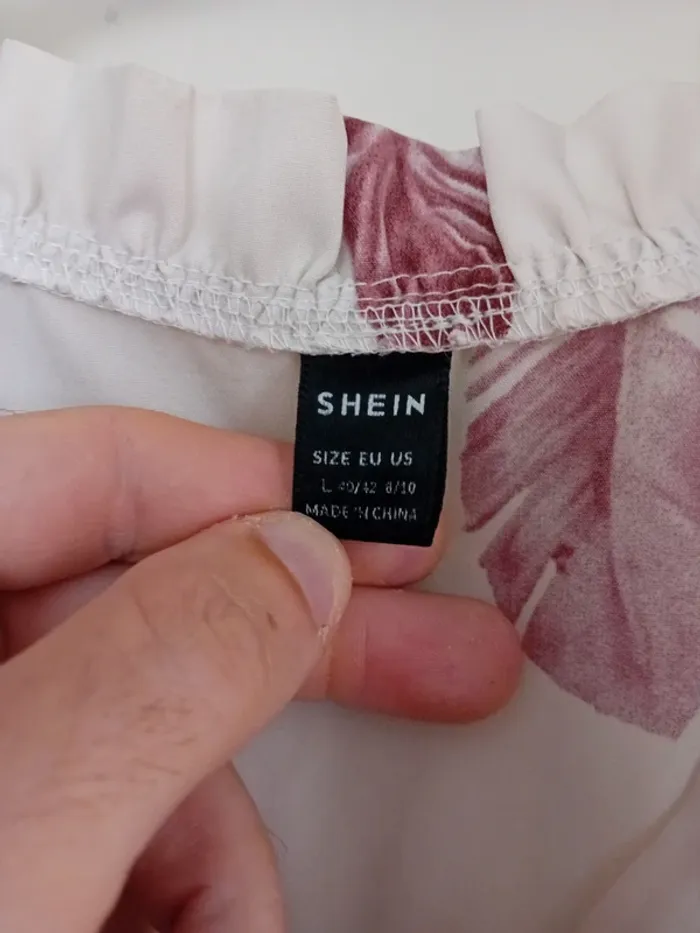 SHEIN
SIZE EU US
L 40/42 8/10
MADE IN CHINA